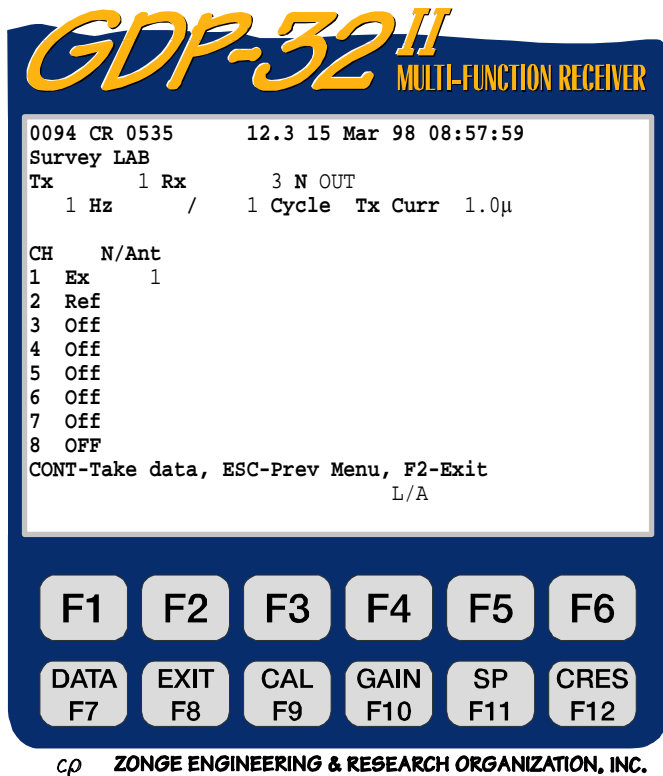 GDP-32 II
MULTI-FUNCTION RECEIVER
0094 CR 0535 12.3 15 Mar 98 08:57:59
Survey LAB
Tx 1 Rx 3 N OUT
1 Hz / 1 Cycle Tx Curr 1.0µ
CH N/Ant
1 Ex 1
2 Ref
3 Off
4 Off
5 Off
6 Off
7 Off
8 OFF
CONT-Take data, ESC-Prev Menu, F2-Exit
L/A
F1 F2 F3 F4 F5 F6
DATA EXIT CAL GAIN SP CRES
F7 F8 F9 F10 F11 F12
ZONGE ENGINEERING & RESEARCH ORGANIZATION, INC.